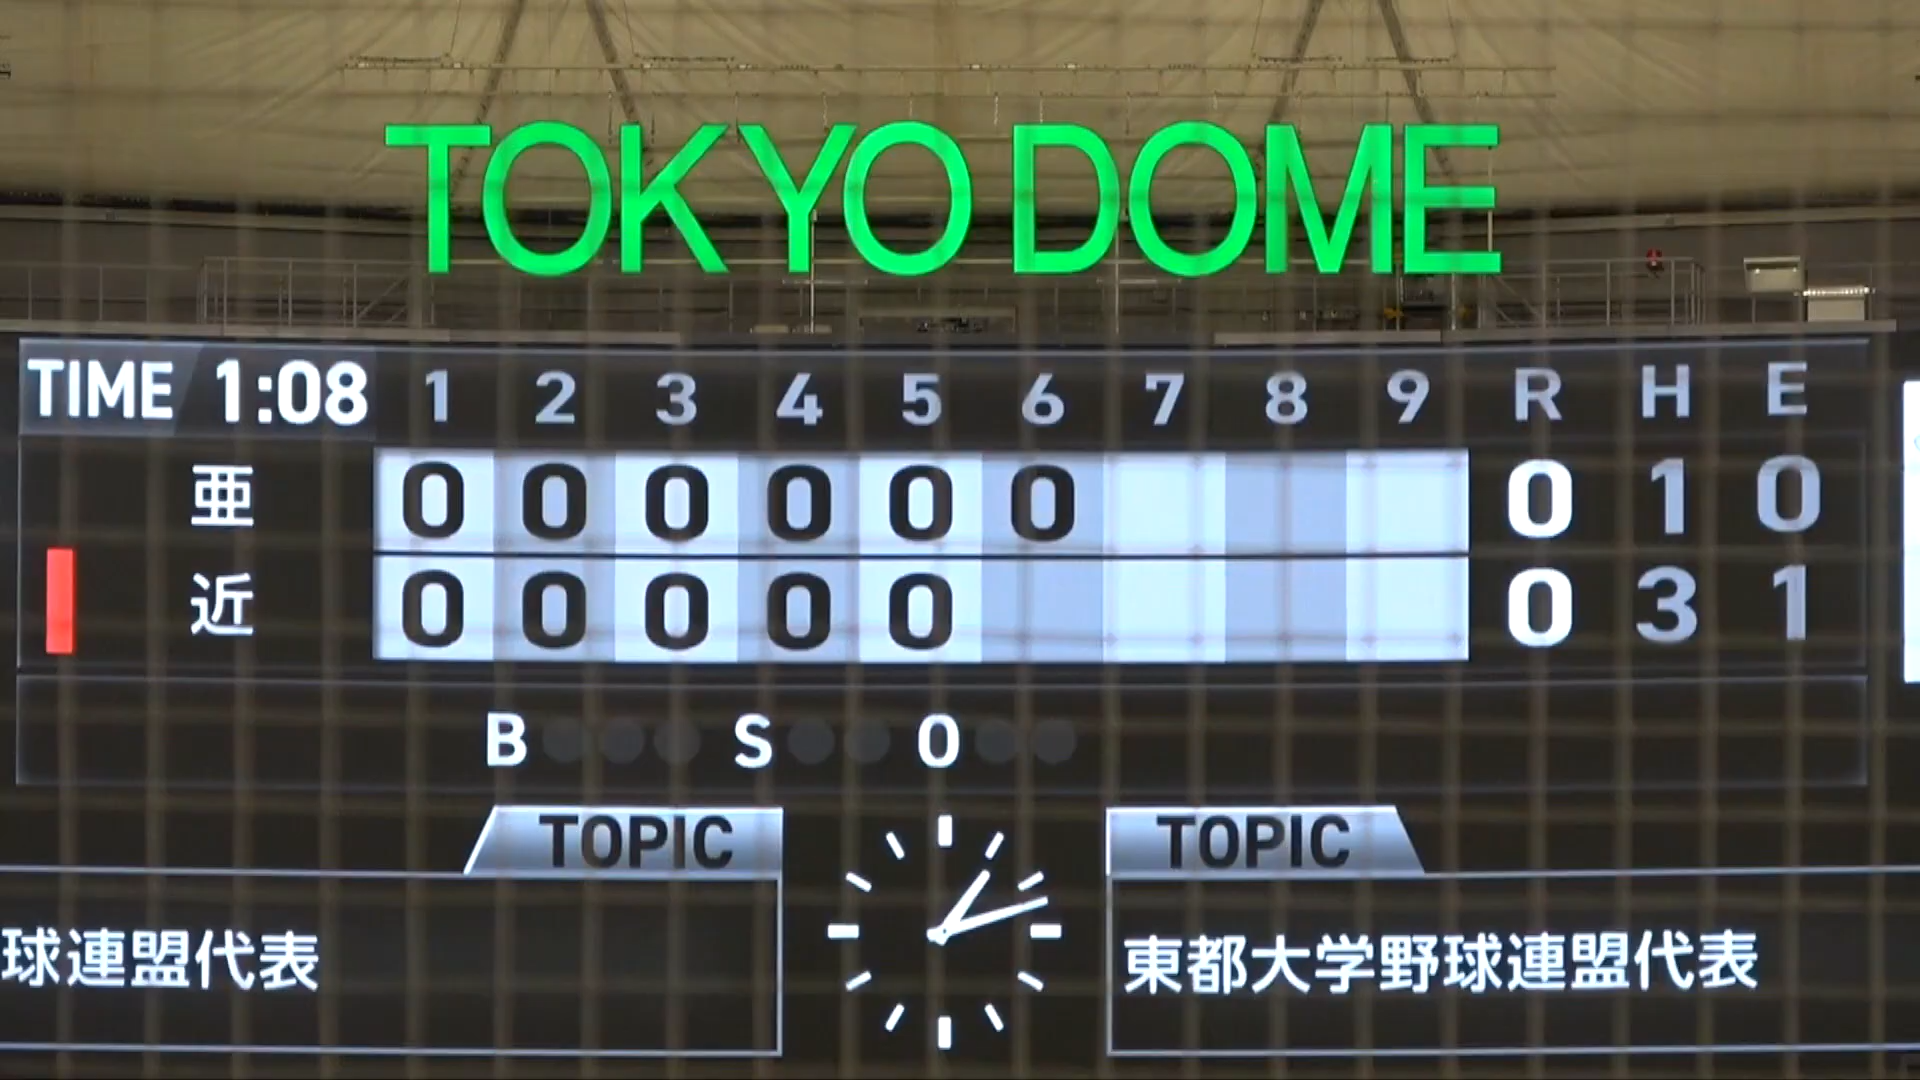 TOKYO DOME
TIME 1:08 1 2 3 4 5 6 7 8 9 R H E
亜 0 0 0 0 0 0 0 1 0
近 0 0 0 0 0 0 3 1
B S O
TOPIC TOPIC
球連盟代表 東都大学野球連盟代表